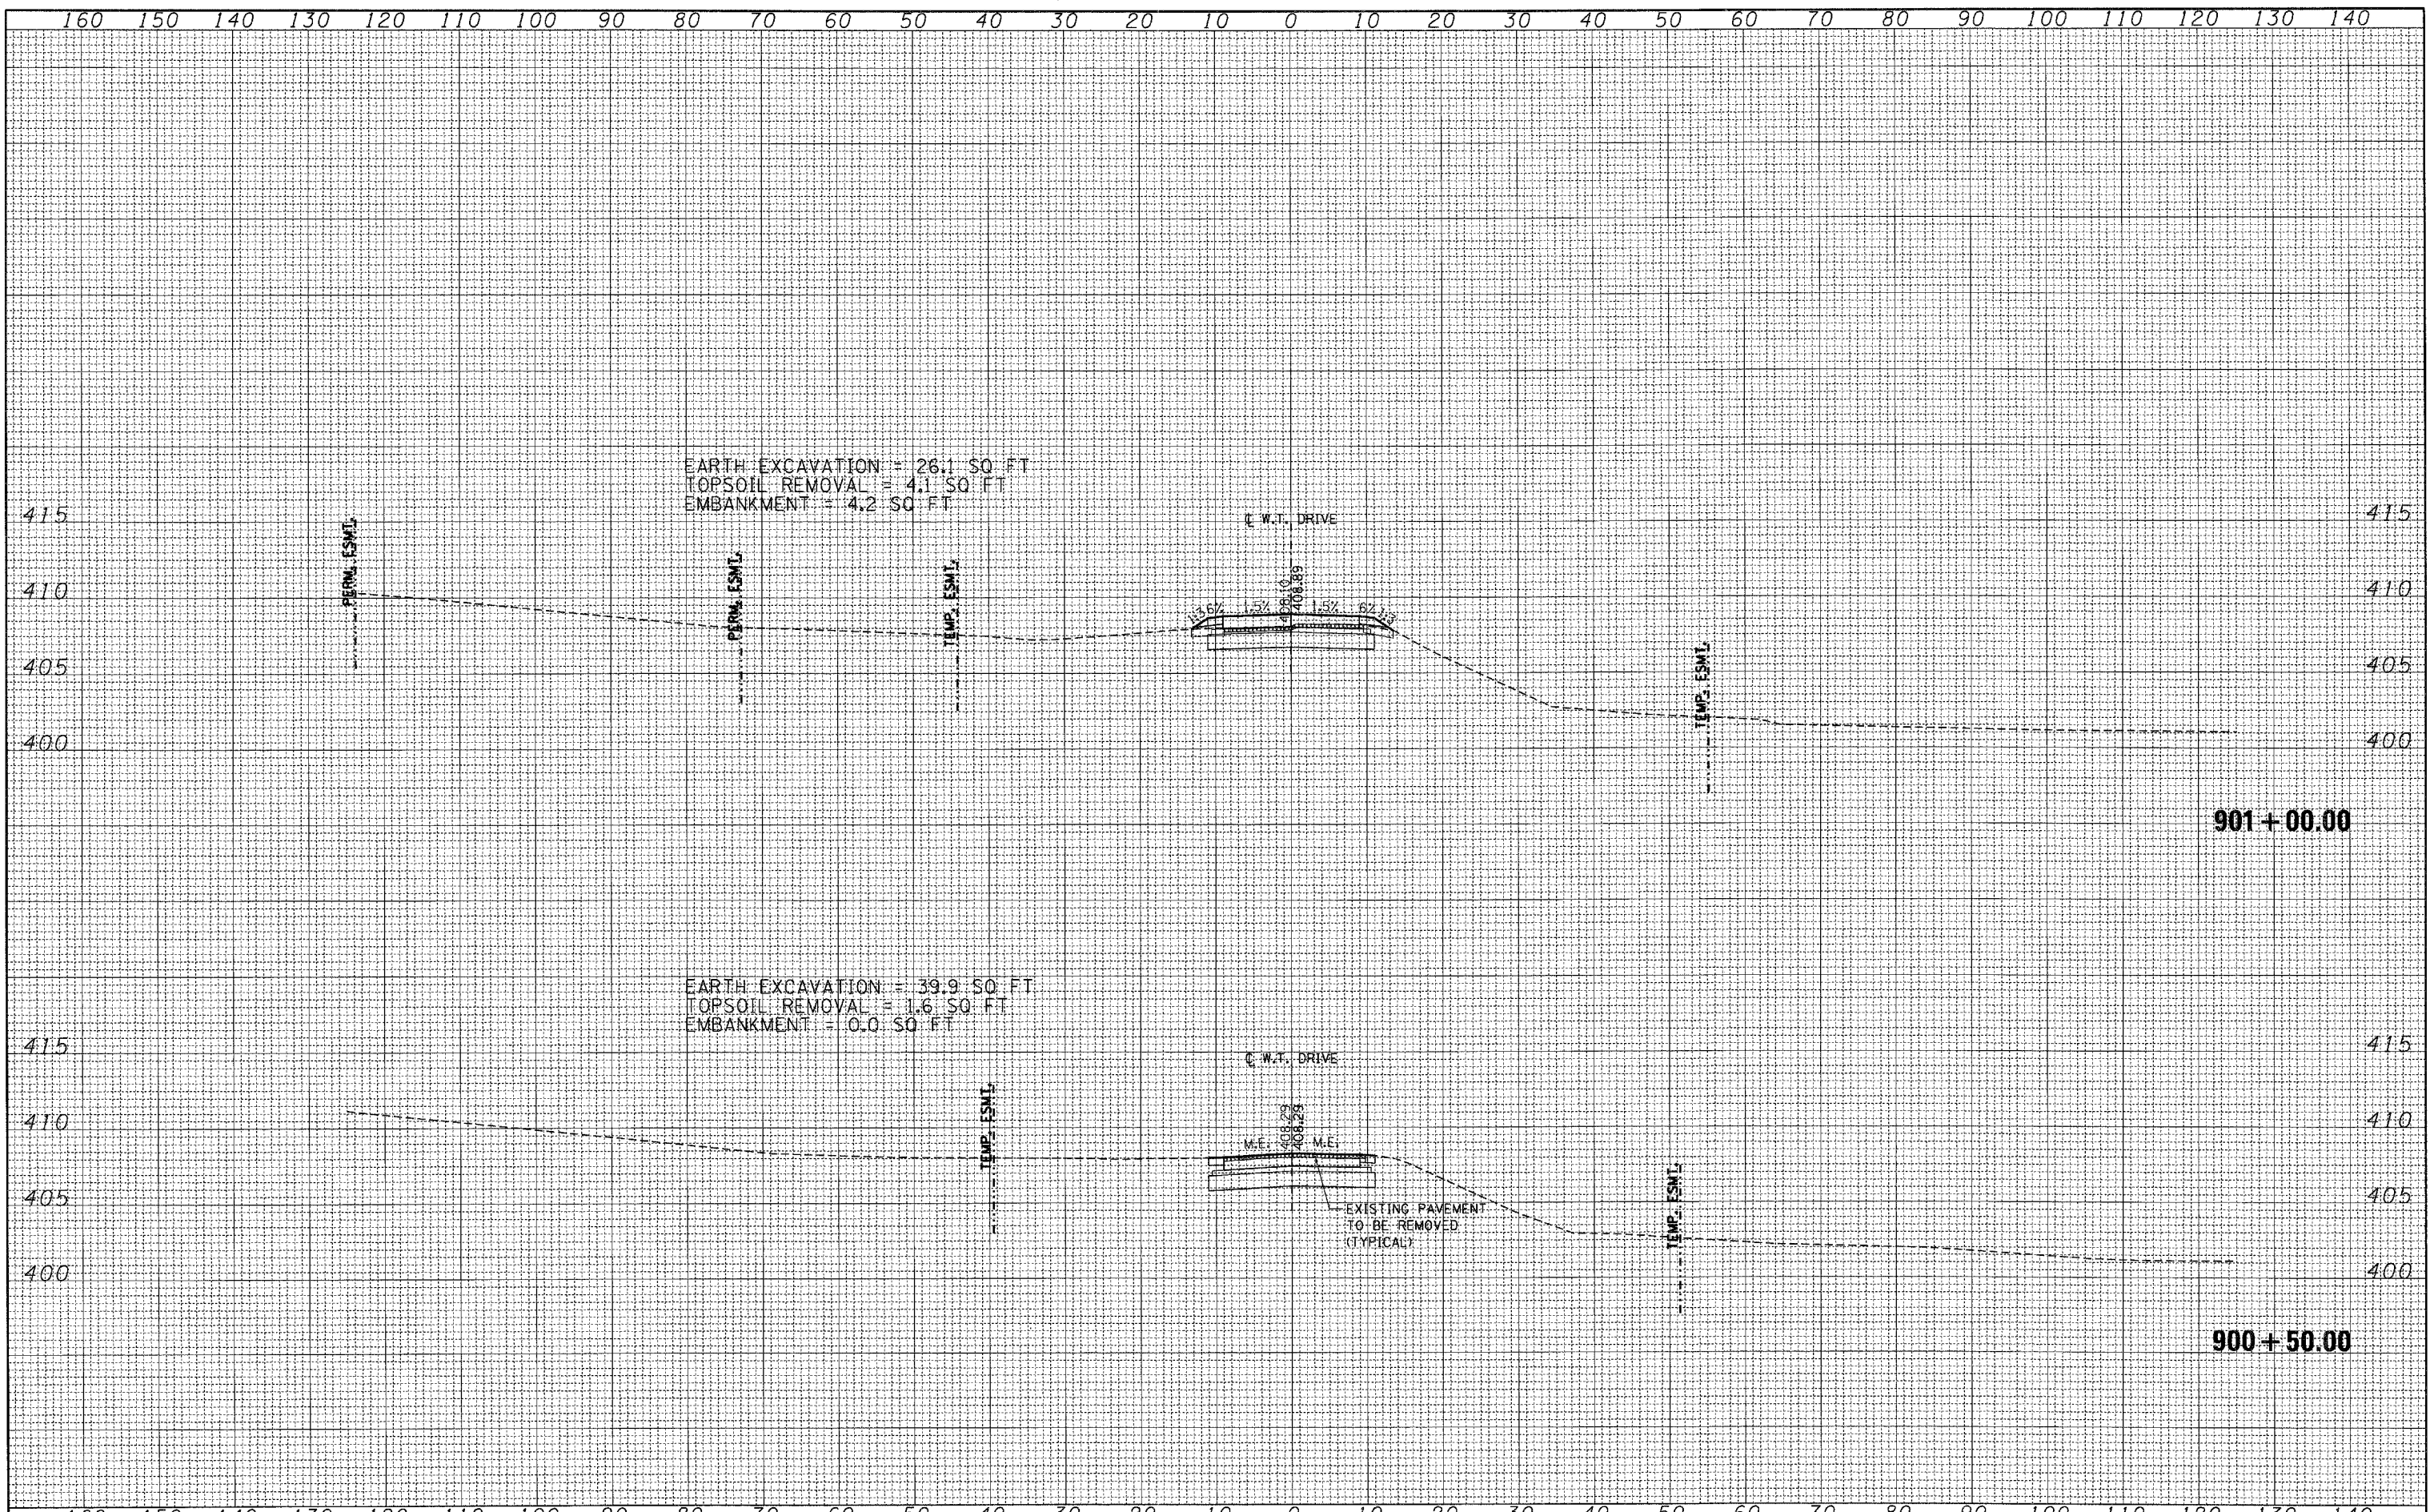 160 150 140 130 120 110 100 90 80 70 60 50 40 30 20 10 0 10 20 30 40 50 60 70 80 90 100 110 120 130 140
EARTH EXCAVATION = 26.1 SQ FT
TOPSOIL REMOVAL = 4.1 SQ FT
EMBANKMENT = 4.2 SQ FT
415 415
℄ W.T. DRIVE
PERM. ESMT.
PERM. ESMT.
TEMP. ESMT.
408.10
408.89
410 410
1:3 6% 1.5% 1.5% 6% 1:3
405 405
TEMP. ESMT.
400 400
901+00.00
EARTH EXCAVATION = 39.9 SQ FT
TOPSOIL REMOVAL = 1.6 SQ FT
EMBANKMENT = 0.0 SQ FT
415 415
℄ W.T. DRIVE
TEMP. ESMT.
408.29
408.29
410 410
M.E. M.E.
405 405
TEMP. ESMT.
EXISTING PAVEMENT
TO BE REMOVED
(TYPICAL)
400 400
900+50.00